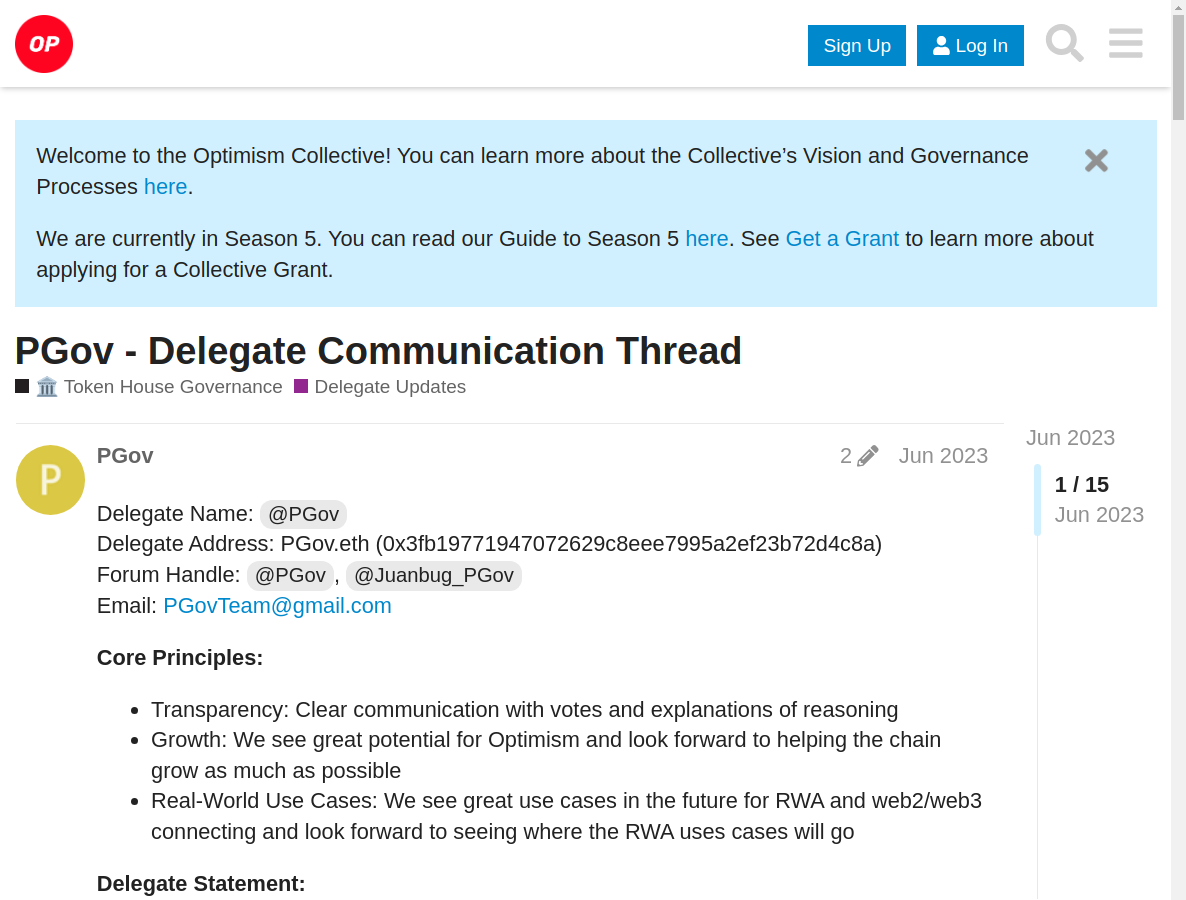 OP
Sign Up
Log In
Welcome to the Optimism Collective! You can learn more about the Collective’s Vision and Governance
Processes here.
We are currently in Season 5. You can read our Guide to Season 5 here. See Get a Grant to learn more about
applying for a Collective Grant.
PGov - Delegate Communication Thread
Token House Governance Delegate Updates
P
PGov
2
Jun 2023
Jun 2023
1 / 15
Jun 2023
Delegate Name: @PGov
Delegate Address: PGov.eth (0x3fb19771947072629c8eee7995a2ef23b72d4c8a)
Forum Handle: @PGov, @Juanbug_PGov
Email: PGovTeam@gmail.com
Core Principles:
Transparency: Clear communication with votes and explanations of reasoning
Growth: We see great potential for Optimism and look forward to helping the chain
grow as much as possible
Real-World Use Cases: We see great use cases in the future for RWA and web2/web3
connecting and look forward to seeing where the RWA uses cases will go
Delegate Statement: